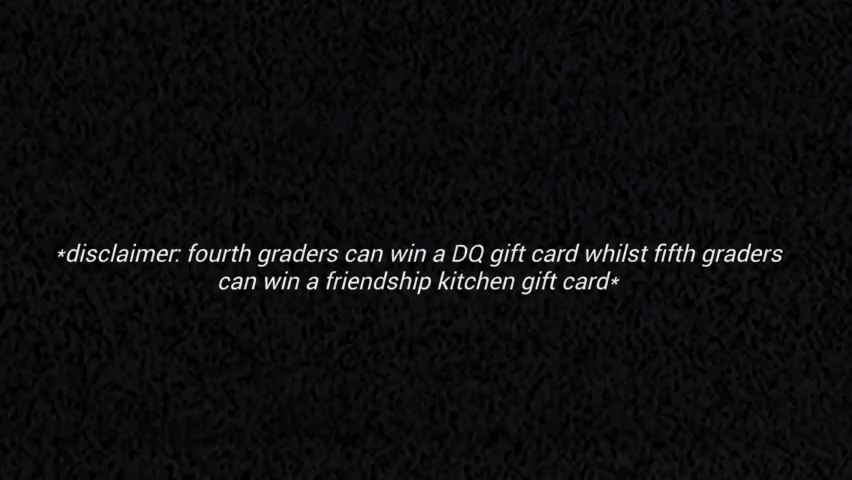 *disclaimer: fourth graders can win a DQ gift card whilst fifth graders
can win a friendship kitchen gift card*